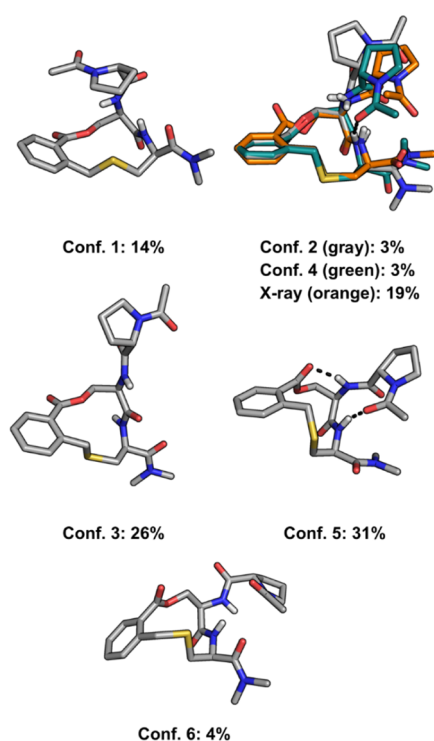 Conf. 1: 14%
Conf. 2 (gray): 3%
Conf. 4 (green): 3%
X-ray (orange): 19%
Conf. 3: 26%
Conf. 5: 31%
Conf. 6: 4%